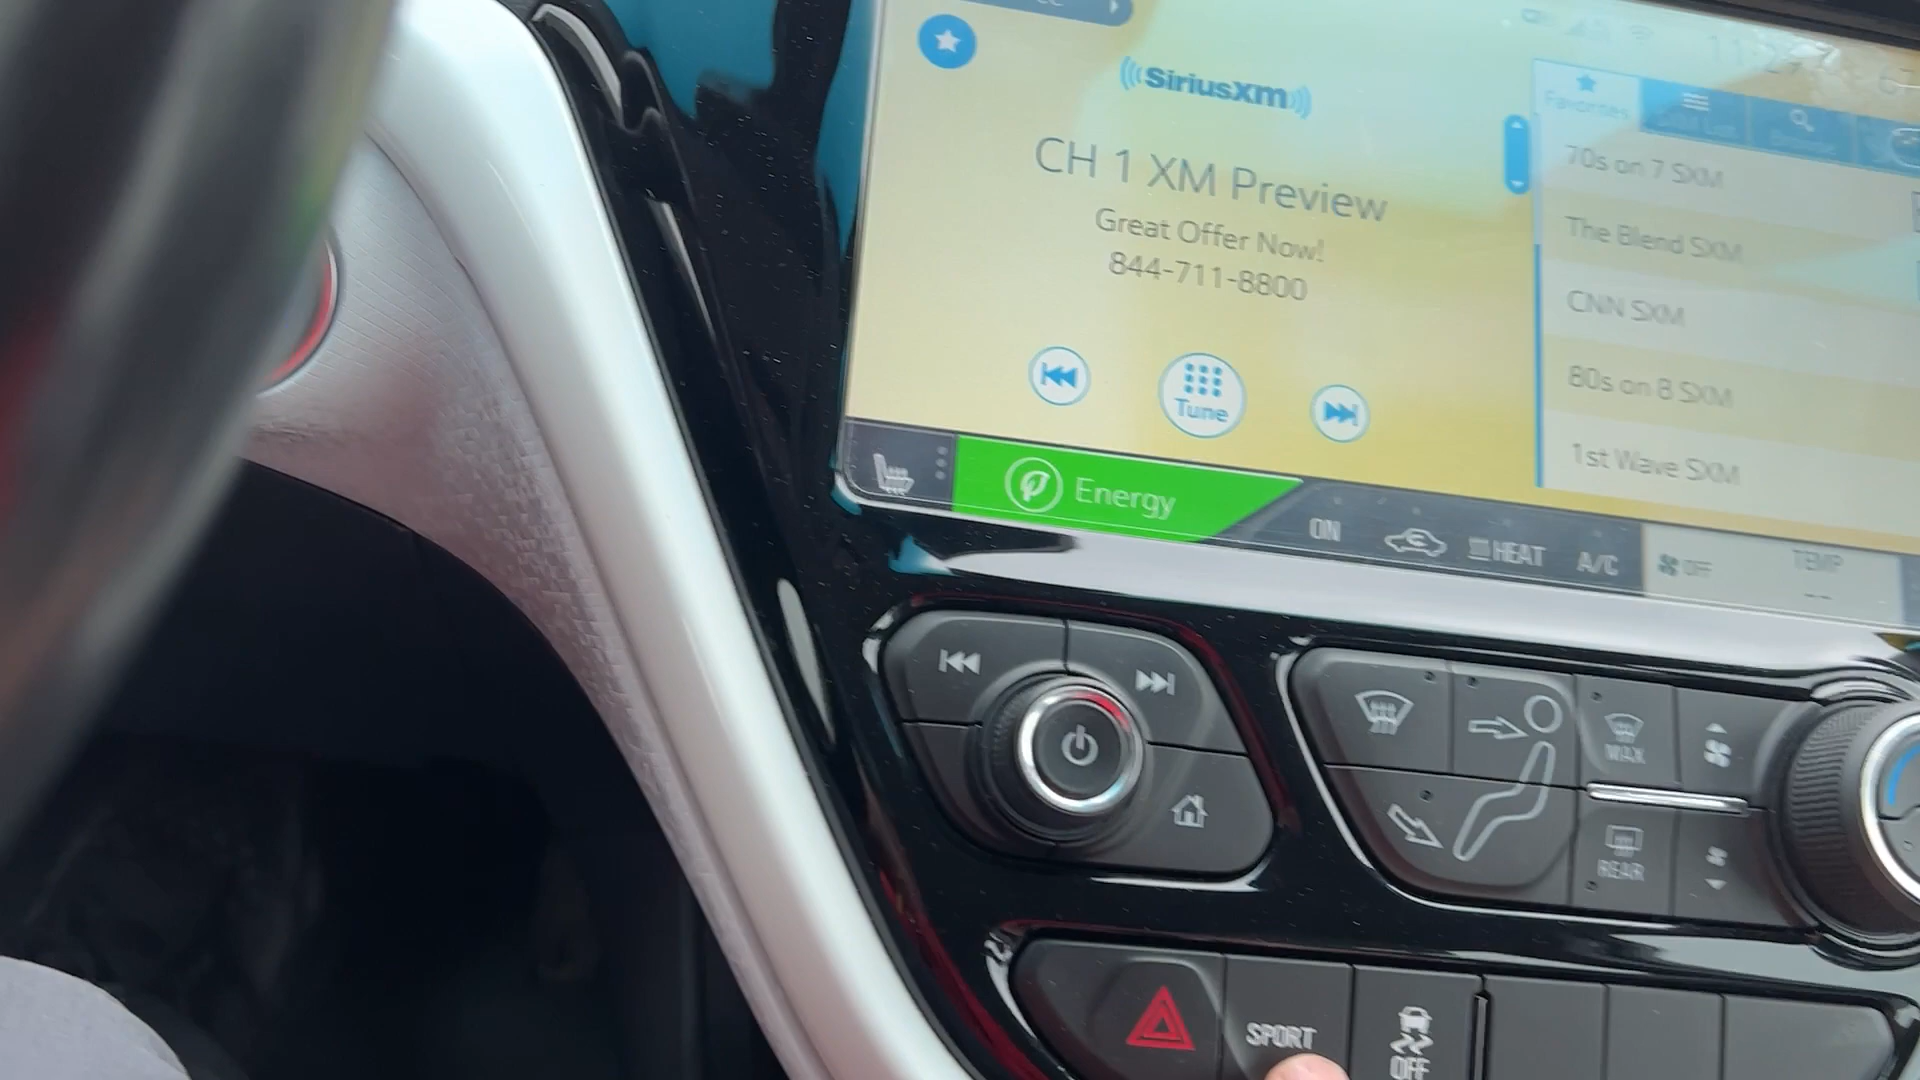 SiriusXM
CH 1 XM Preview
Great Offer Now!
844-711-8800
Tune
Favorites
70s on 7 SXM
The Blend SXM
CNN SXM
80s on 8 SXM
1st Wave SXM
Energy
ON
HEAT
A/C
OFF
TEMP
--
MAX
REAR
SPORT
OFF